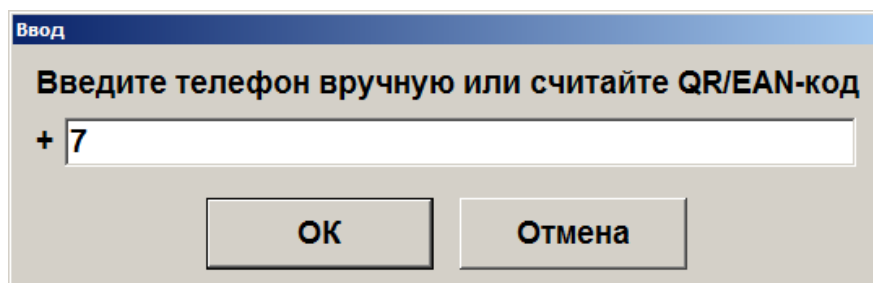 Ввод
Введите телефон вручную или считайте QR/EAN-код
+ 7
ОК Отмена